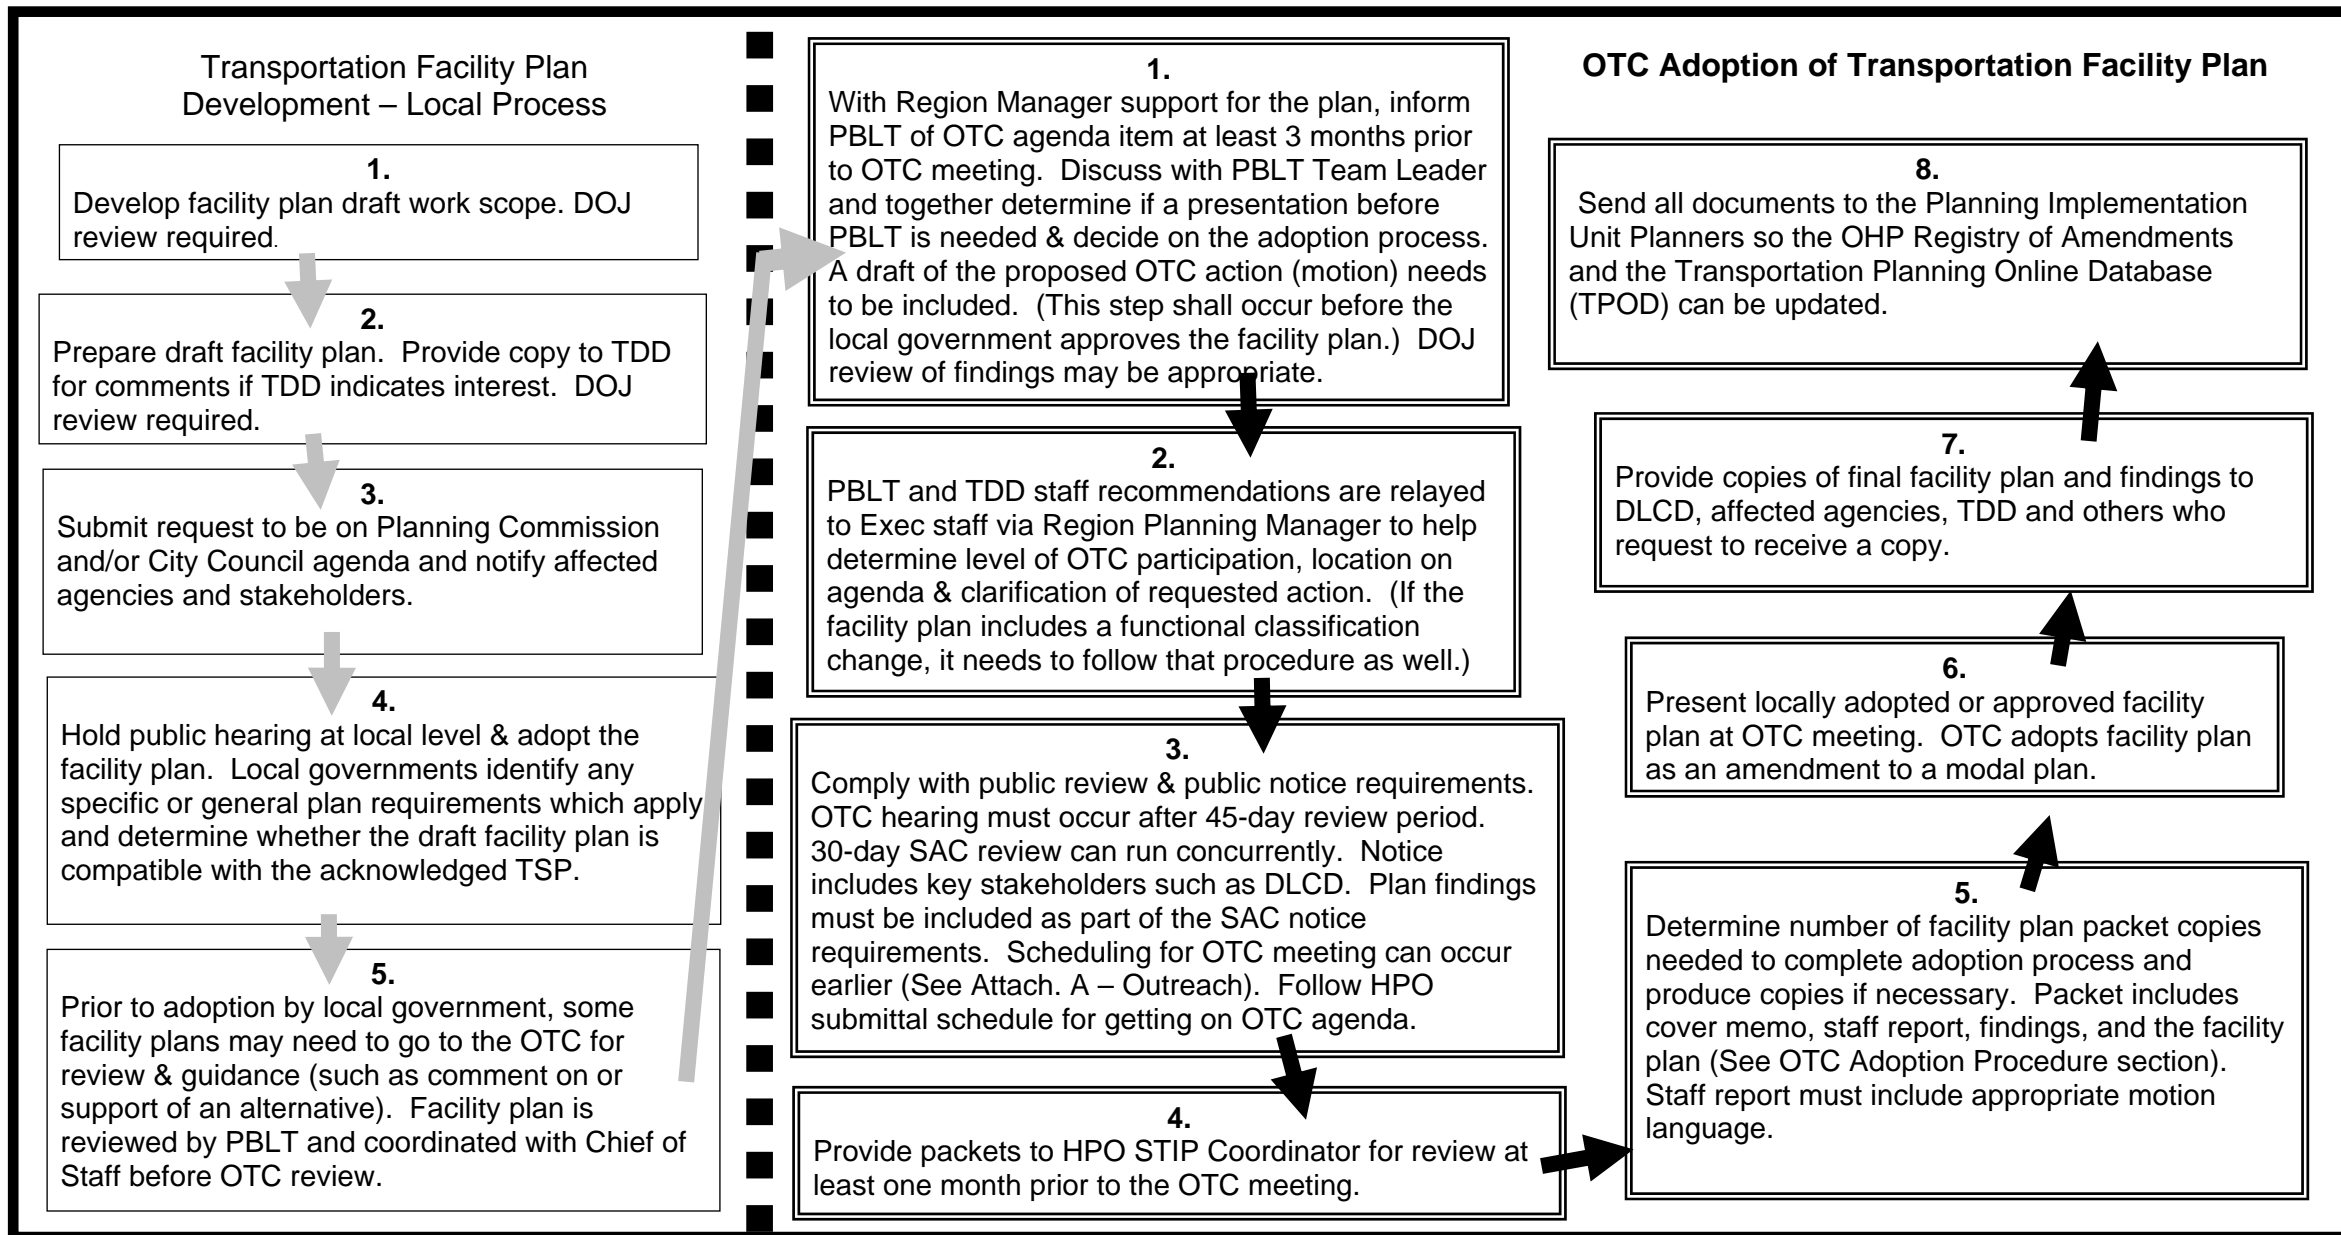 Transportation Facility Plan
Development – Local Process
1.
Develop facility plan draft work scope. DOJ
review required.
2.
Prepare draft facility plan.  Provide copy to TDD
for comments if TDD indicates interest.  DOJ
review required.
3.
Submit request to be on Planning Commission
and/or City Council agenda and notify affected
agencies and stakeholders.
4.
Hold public hearing at local level & adopt the
facility plan.  Local governments identify any
specific or general plan requirements which apply
and determine whether the draft facility plan is
compatible with the acknowledged TSP.
5.
Prior to adoption by local government, some
facility plans may need to go to the OTC for
review & guidance (such as comment on or
support of an alternative).  Facility plan is
reviewed by PBLT and coordinated with Chief of
Staff before OTC review.
OTC Adoption of Transportation Facility Plan
1.
With Region Manager support for the plan, inform
PBLT of OTC agenda item at least 3 months prior
to OTC meeting.  Discuss with PBLT Team Leader
and together determine if a presentation before
PBLT is needed & decide on the adoption process.
A draft of the proposed OTC action (motion) needs
to be included.  (This step shall occur before the
local government approves the facility plan.)  DOJ
review of findings may be appropriate.
2.
PBLT and TDD staff recommendations are relayed
to Exec staff via Region Planning Manager to help
determine level of OTC participation, location on
agenda & clarification of requested action.  (If the
facility plan includes a functional classification
change, it needs to follow that procedure as well.)
3.
Comply with public review & public notice requirements.
OTC hearing must occur after 45-day review period.
30-day SAC review can run concurrently.  Notice
includes key stakeholders such as DLCD.  Plan findings
must be included as part of the SAC notice
requirements.  Scheduling for OTC meeting can occur
earlier (See Attach. A – Outreach).  Follow HPO
submittal schedule for getting on OTC agenda.
4.
Provide packets to HPO STIP Coordinator for review at
least one month prior to the OTC meeting.
5.
Determine number of facility plan packet copies
needed to complete adoption process and
produce copies if necessary.  Packet includes
cover memo, staff report, findings, and the facility
plan (See OTC Adoption Procedure section).
Staff report must include appropriate motion
language.
6.
Present locally adopted or approved facility
plan at OTC meeting.  OTC adopts facility plan
as an amendment to a modal plan.
7.
Provide copies of final facility plan and findings to
DLCD, affected agencies, TDD and others who
request to receive a copy.
8.
Send all documents to the Planning Implementation
Unit Planners so the OHP Registry of Amendments
and the Transportation Planning Online Database
(TPOD) can be updated.